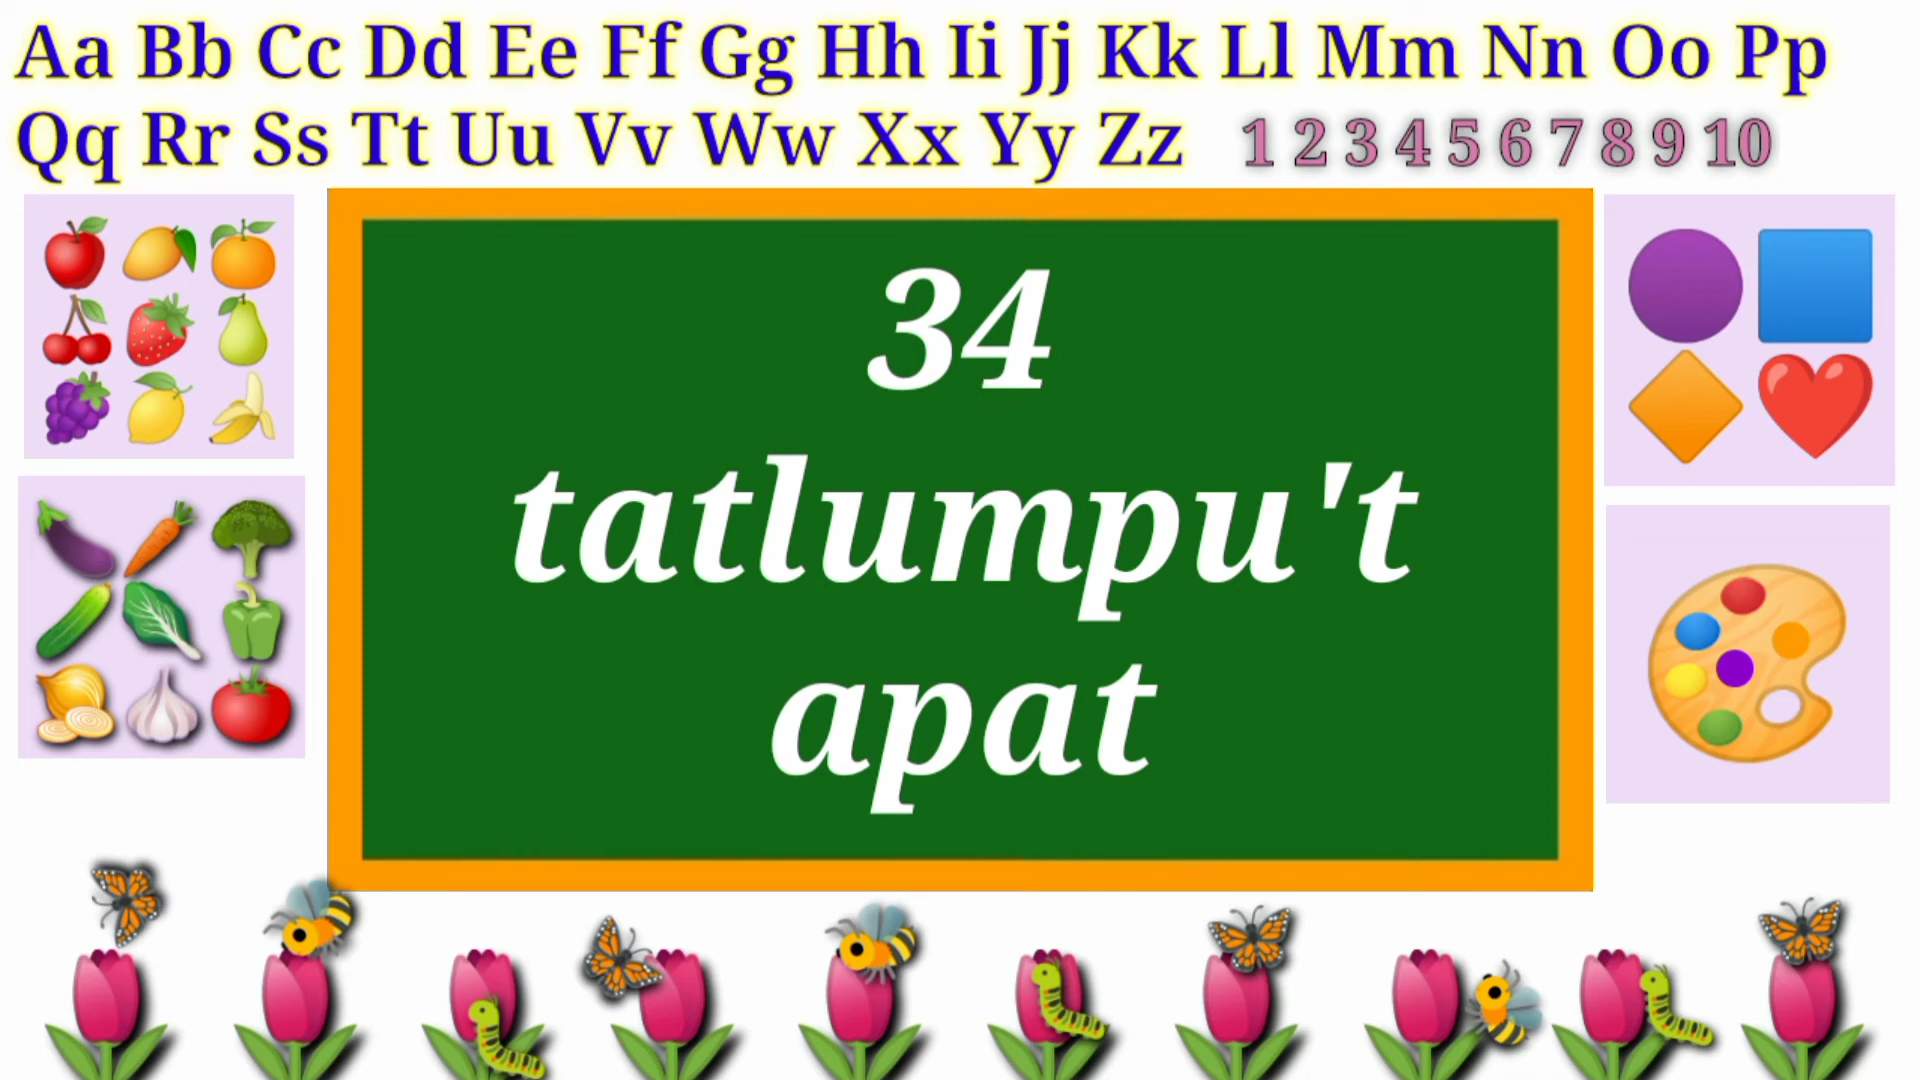 Aa Bb Cc Dd Ee Ff Gg Hh Ii Jj Kk Ll Mm Nn Oo Pp
Qq Rr Ss Tt Uu Vv Ww Xx Yy Zz 1 2 3 4 5 6 7 8 9 10
34
tatlumpu't
apat